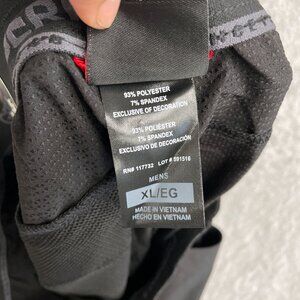 93% POLYESTER
7% SPANDEX
EXCLUSIVE OF DECORATION
93% POLYESTER
7% SPANDEX
EXCLUSIVO DE DECORACIÓN
RN# 117732 LOT # 591516
MENS
XL/EG
MADE IN VIETNAM
HECHO EN VIETNAM